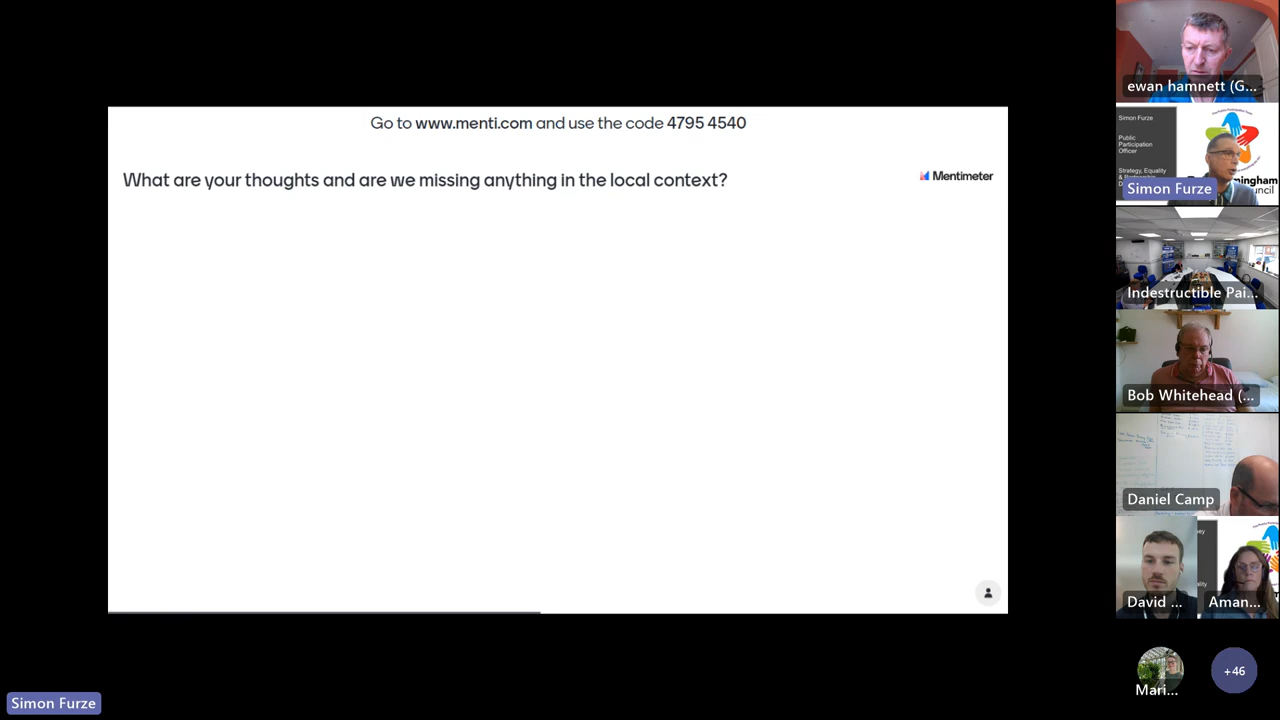 Go to www.menti.com and use the code 4795 4540
What are your thoughts and are we missing anything in the local context?
Mentimeter
ewan hamnett (G...
Simon Furze
Public
Participation
Officer
Strategy, Equality
Simon Furze
Indestructible Pai...
Bob Whitehead (...
Daniel Camp
David ...
Aman...
Mari...
+46
Simon Furze